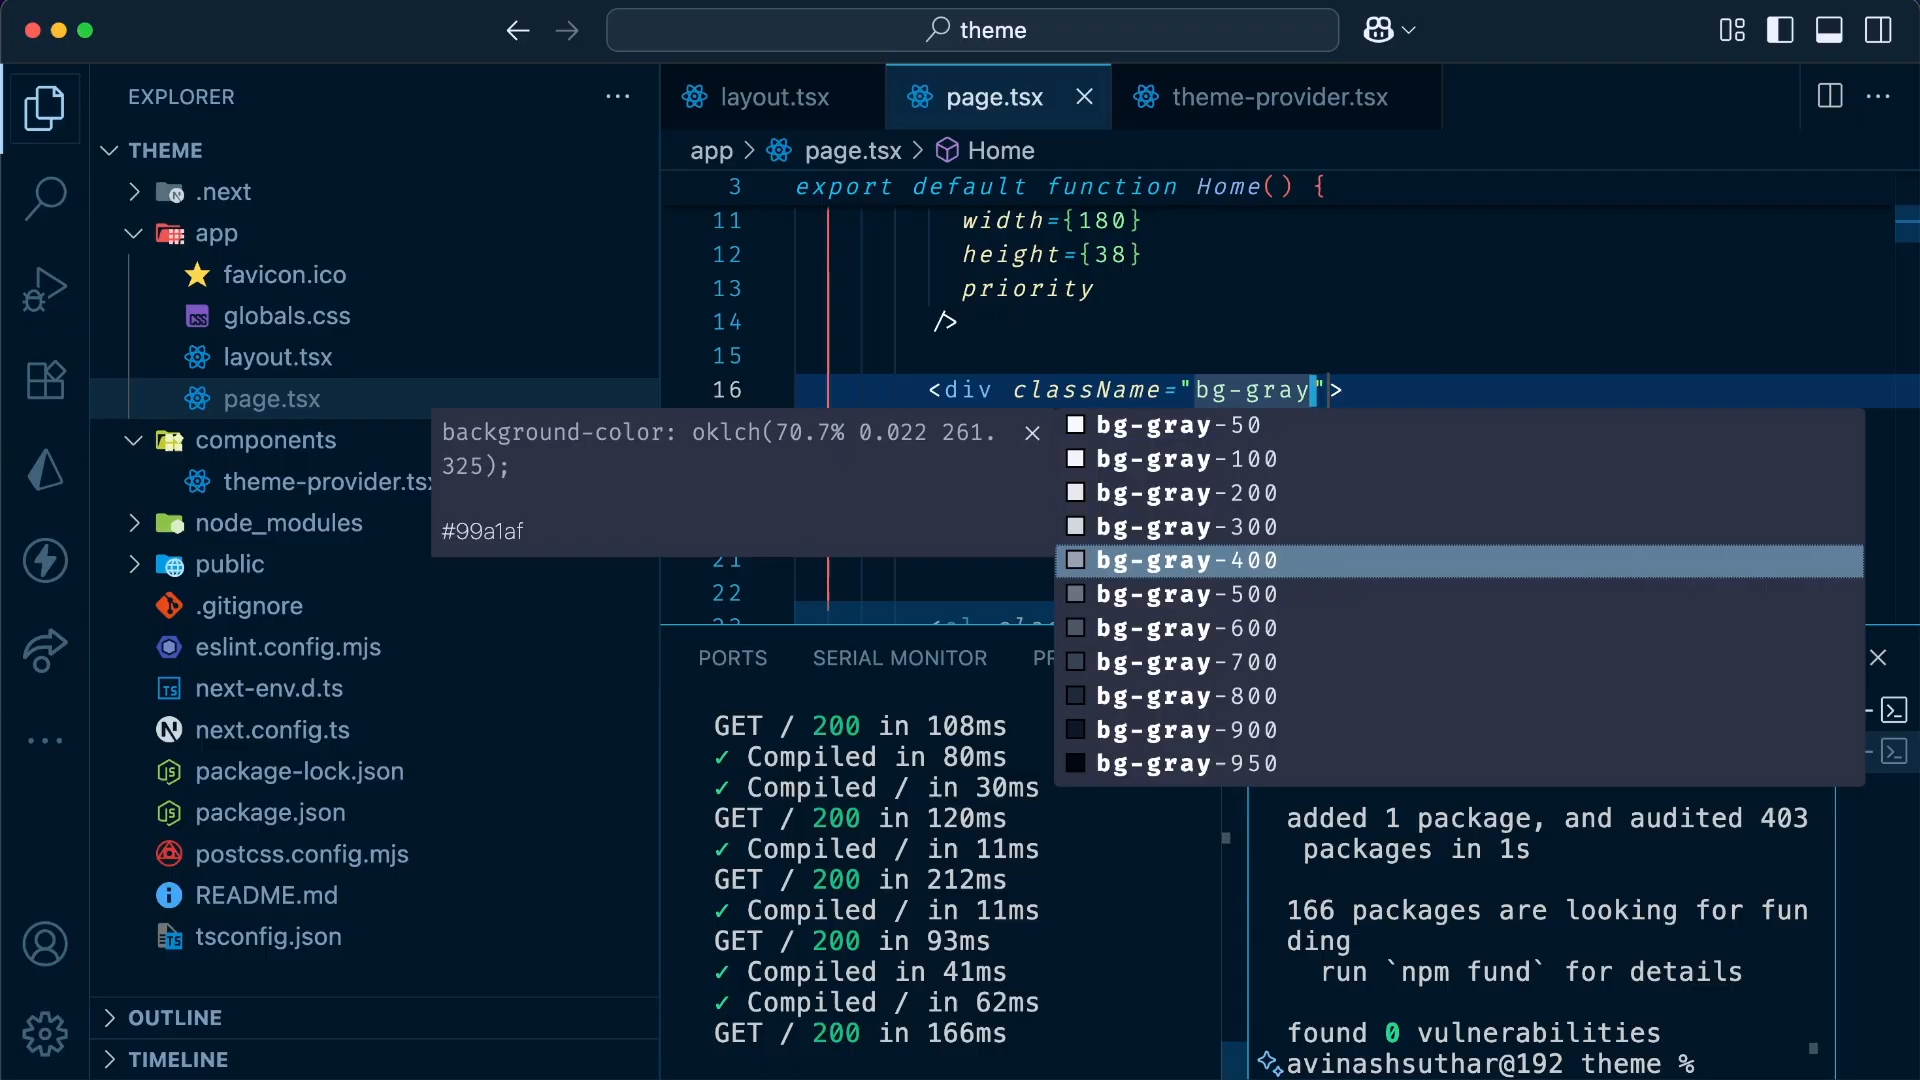 theme
EXPLORER
THEME
.next
app
favicon.ico
globals.css
layout.tsx
page.tsx
components
theme-provider.tsx
node_modules
public
.gitignore
eslint.config.mjs
next-env.d.ts
next.config.ts
package-lock.json
package.json
postcss.config.mjs
README.md
tsconfig.json
OUTLINE
TIMELINE
layout.tsx
page.tsx
theme-provider.tsx
app > page.tsx > Home
3 export default function Home() {
11 width={180}
12 height={38}
13 priority
14 />
15
16 <div className="bg-gray">
background-color: oklch(70.7% 0.022 261.
325);
#99a1af
bg-gray-50
bg-gray-100
bg-gray-200
bg-gray-300
bg-gray-400
bg-gray-500
bg-gray-600
bg-gray-700
bg-gray-800
bg-gray-900
bg-gray-950
21
22
PORTS SERIAL MONITOR
GET / 200 in 108ms
✓ Compiled in 80ms
✓ Compiled / in 30ms
GET / 200 in 120ms
✓ Compiled / in 11ms
GET / 200 in 212ms
✓ Compiled / in 11ms
GET / 200 in 93ms
✓ Compiled in 41ms
✓ Compiled / in 62ms
GET / 200 in 166ms
added 1 package, and audited 403
packages in 1s
166 packages are looking for fun
ding
run `npm fund` for details
found 0 vulnerabilities
avinashsuthar@192 theme %